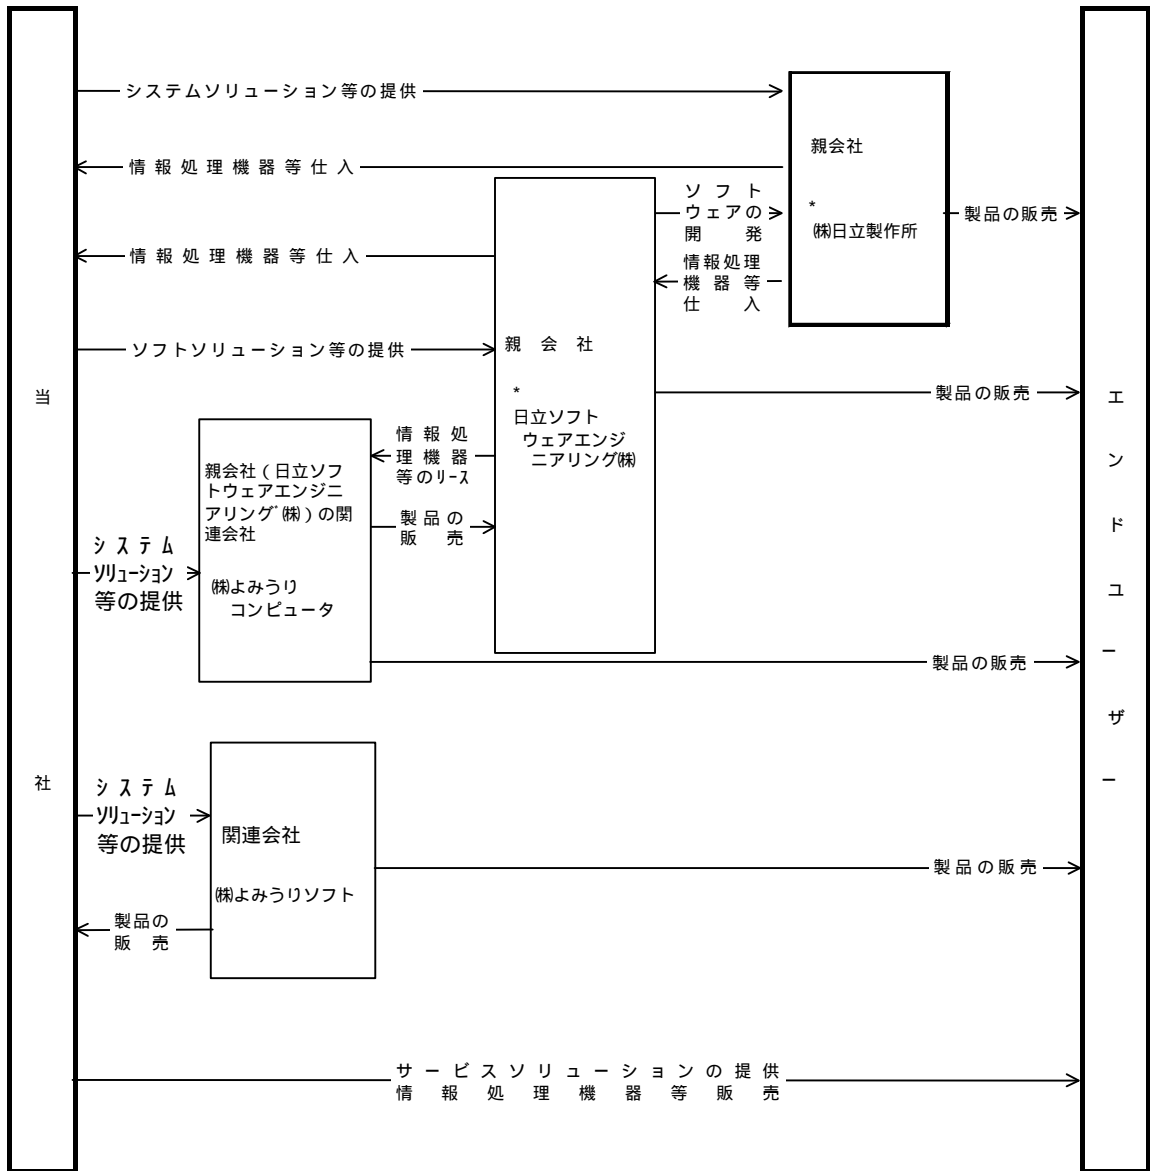 システムソリューション等の提供
親会社
情報処理機器等仕入
ソフト
ウェアの
開発
*
㈱日立製作所
製品の販売
情報処理機器等仕入
情報処理
機器等
仕入
ソフトソリューション等の提供
親会社
*
日立ソフト
ウェアエンジ
ニアリング㈱
製品の販売
当
社
エンドユーザー
情報処
理機器
等のﾘｰｽ
親会社(日立ソフ
トウェアエンジニ
アリング㈱)の関
連会社
㈱よみうり
コンピュータ
製品の
販売
システム
ｿﾘｭｰｼｮﾝ
等の提供
製品の販売
システム
ｿﾘｭｰｼｮﾝ
等の提供
関連会社
㈱よみうりソフト
製品の販売
製品の
販売
サービスソリューションの提供
情報処理機器等販売